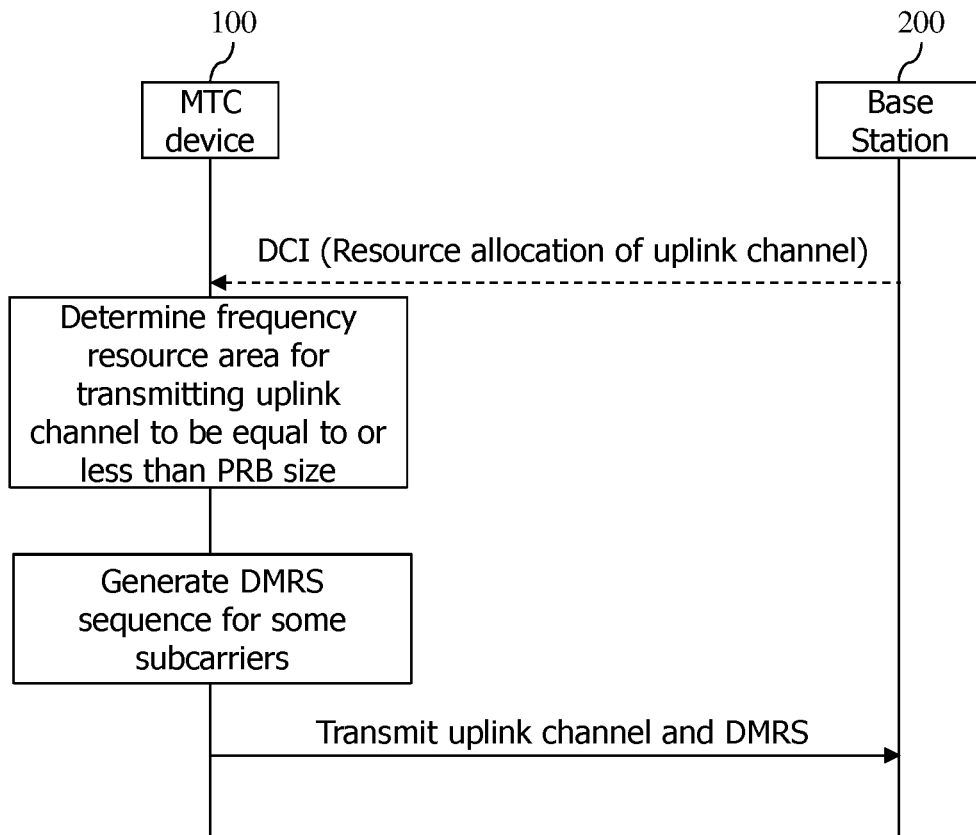 100
200
MTC
device
Base
Station
DCI (Resource allocation of uplink channel)
Determine frequency
resource area for
transmitting uplink
channel to be equal to or
less than PRB size
Generate DMRS
sequence for some
subcarriers
Transmit uplink channel and DMRS